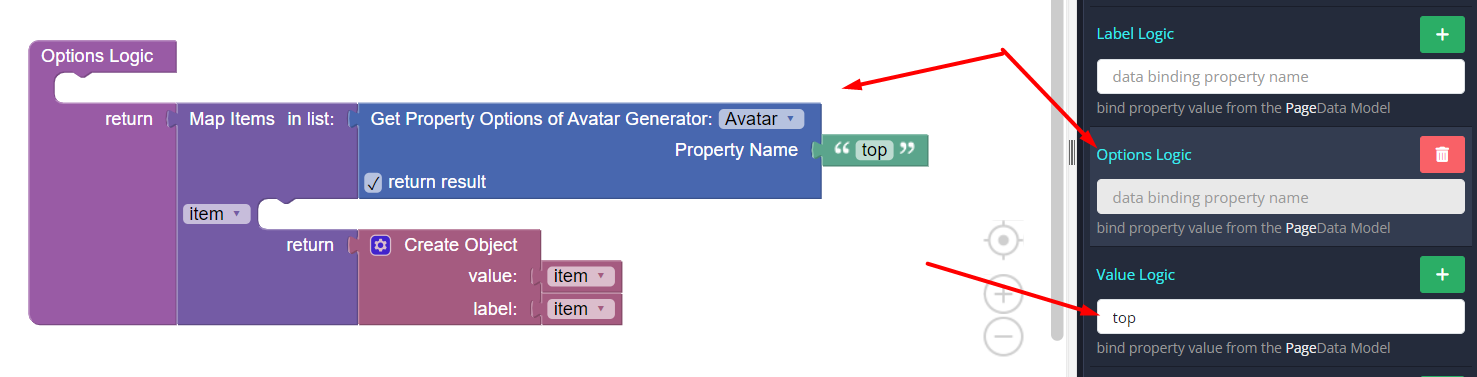 Options Logic
return Map Items in list: Get Property Options of Avatar Generator: Avatar
Property Name “ top ”
return result
item
return Create Object
value: item
label: item
Label Logic
data binding property name
bind property value from the PageData Model
Options Logic
data binding property name
bind property value from the PageData Model
Value Logic
top
bind property value from the PageData Model